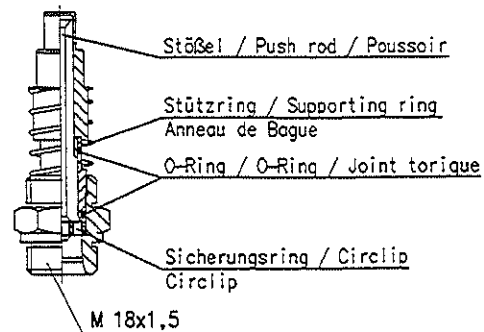 Stößel / Push rod / Poussoir
Stützring / Supporting ring
Anneau de Bague
O-Ring / O-Ring / Joint torique
Sicherungsring / Circlip
Circlip
M 18x1,5